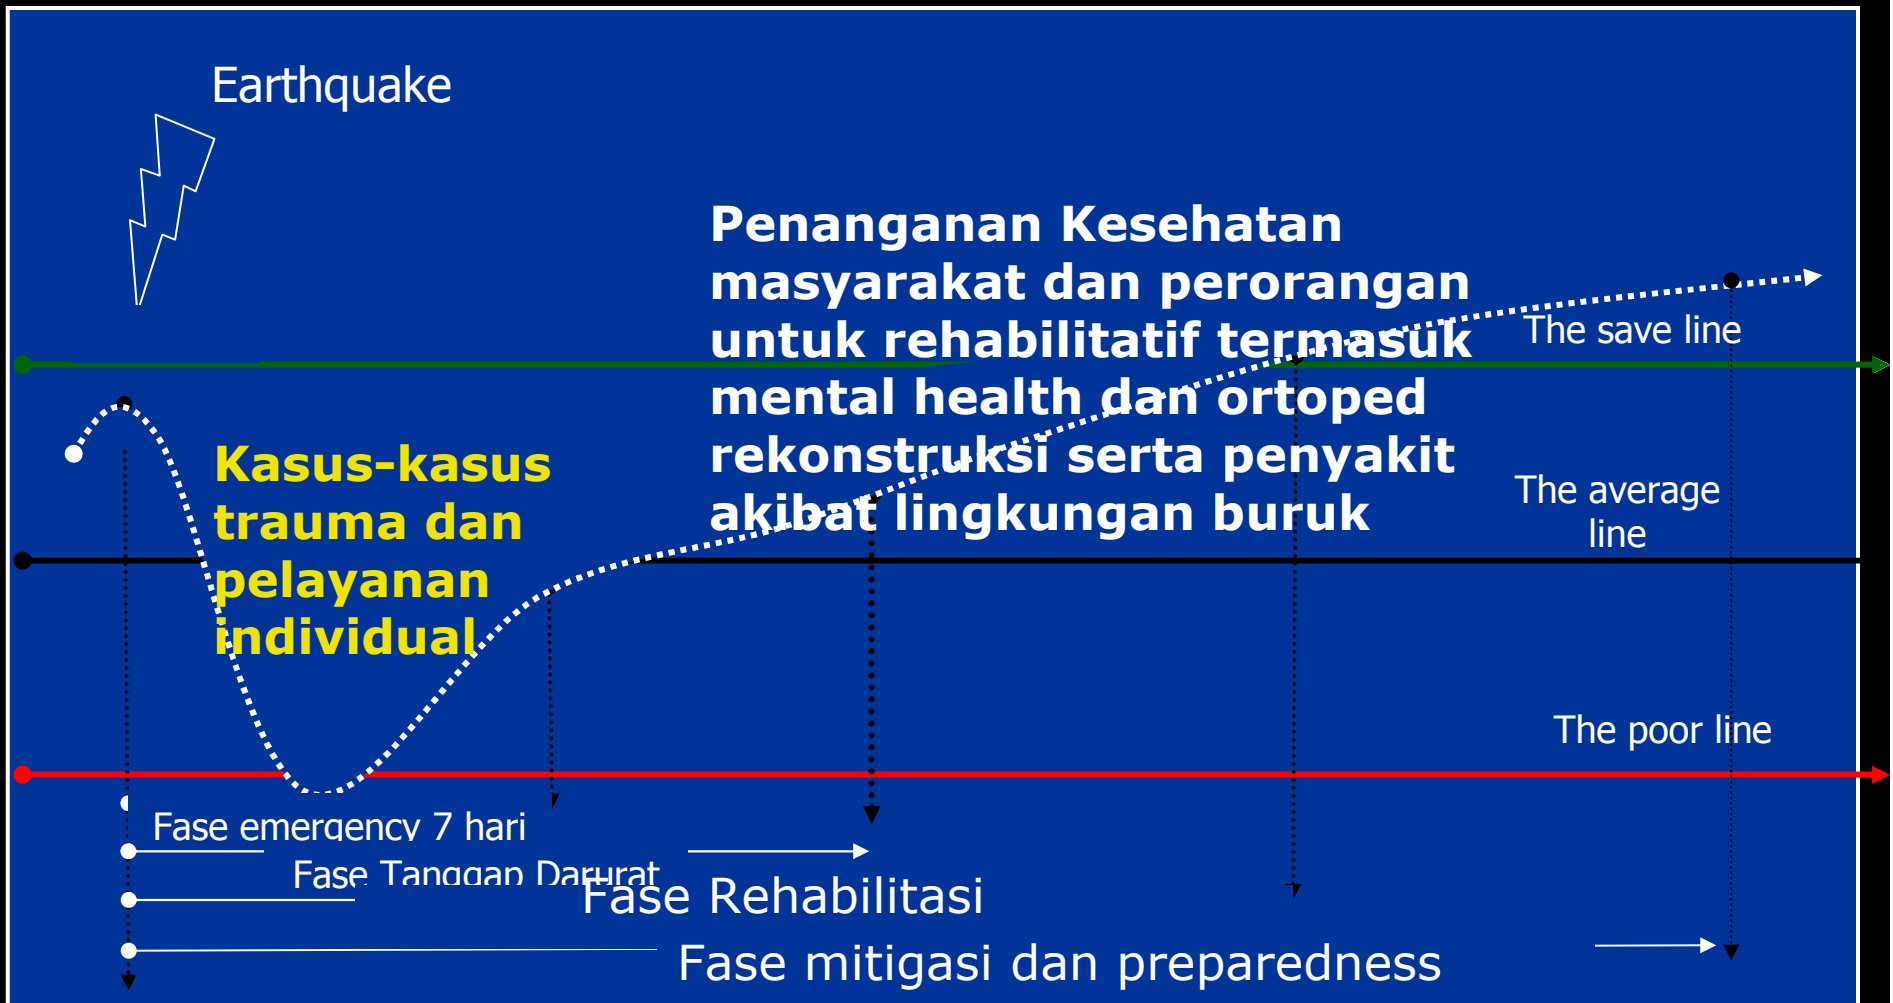 Earthquake
Penanganan Kesehatan
masyarakat dan perorangan
untuk rehabilitatif termasuk
mental health dan ortoped
rekonstruksi serta penyakit
akibat lingkungan buruk
The save line
Kasus-kasus
trauma dan
pelayanan
individual
The average
line
The poor line
Fase emergency 7 hari
Fase Tanggap Darurat
Fase Rehabilitasi
Fase mitigasi dan preparedness